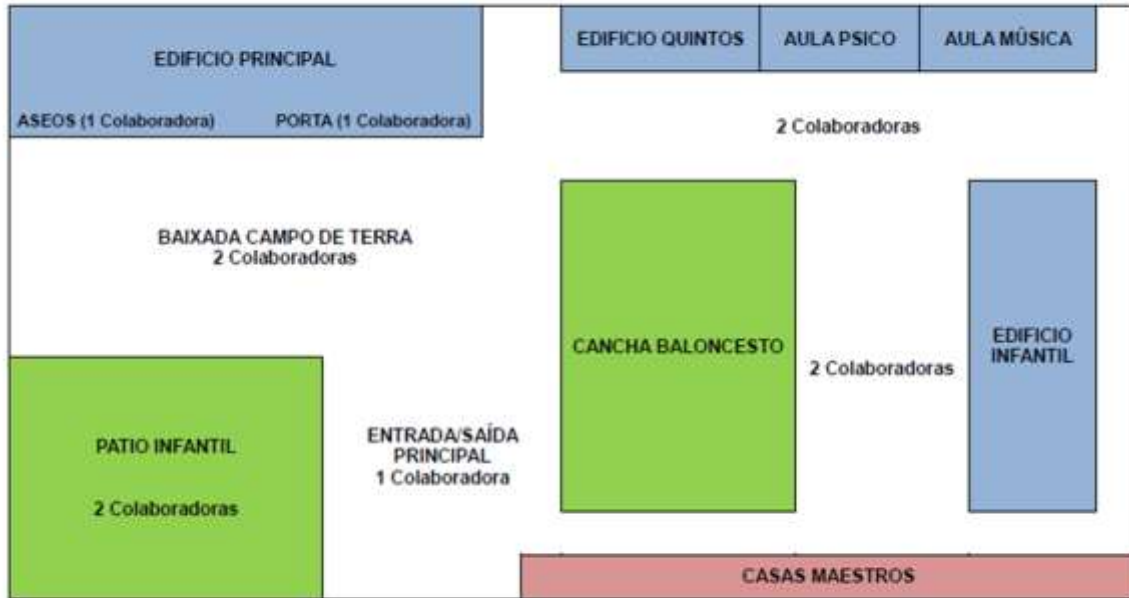 EDIFICIO PRINCIPAL
ASEOS (1 Colaboradora)
PORTA (1 Colaboradora)
EDIFICIO QUINTOS
AULA PSICO
AULA MÚSICA
2 Colaboradoras
BAIXADA CAMPO DE TERRA
2 Colaboradoras
CANCHA BALONCESTO
2 Colaboradoras
EDIFICIO
INFANTIL
PATIO INFANTIL
2 Colaboradoras
ENTRADA/SAÍDA
PRINCIPAL
1 Colaboradora
CASAS MAESTROS